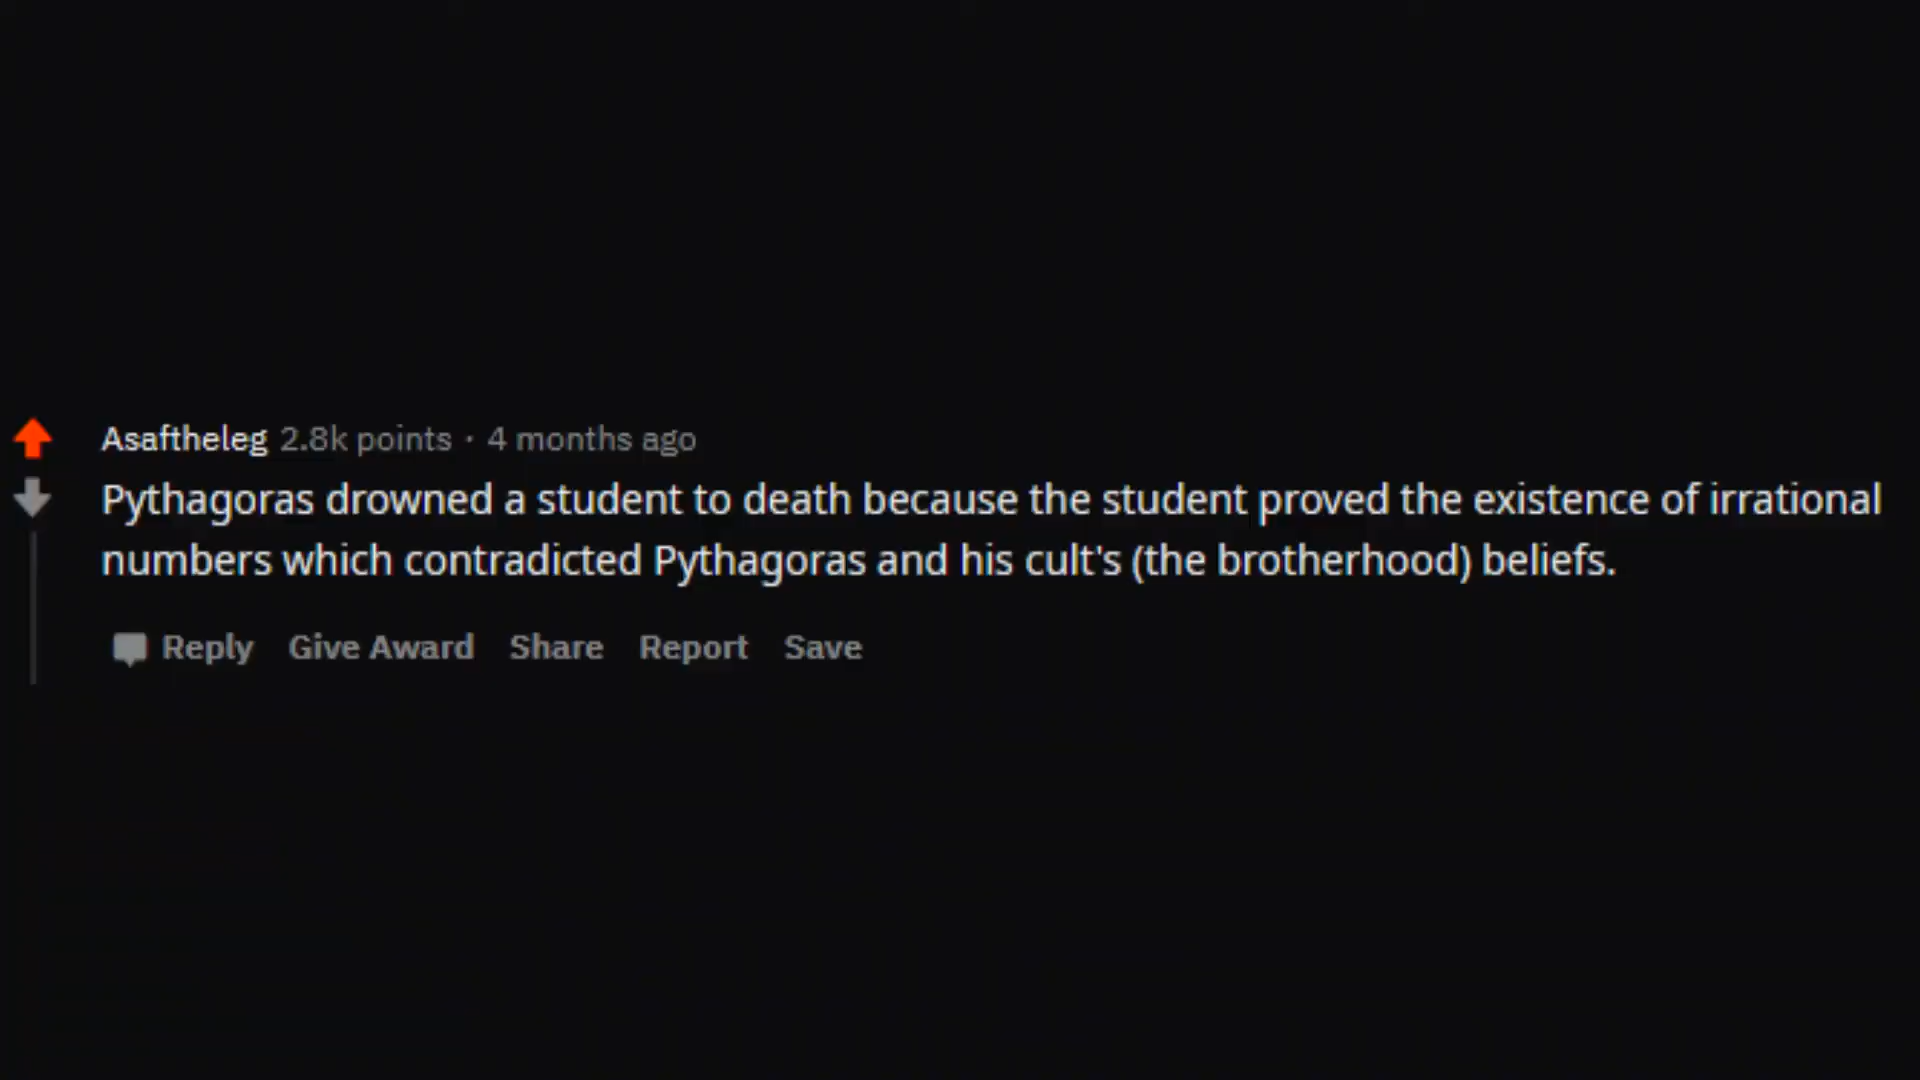 Asaftheleg 2.8k points · 4 months ago
Pythagoras drowned a student to death because the student proved the existence of irrational
numbers which contradicted Pythagoras and his cult's (the brotherhood) beliefs.
Reply Give Award Share Report Save